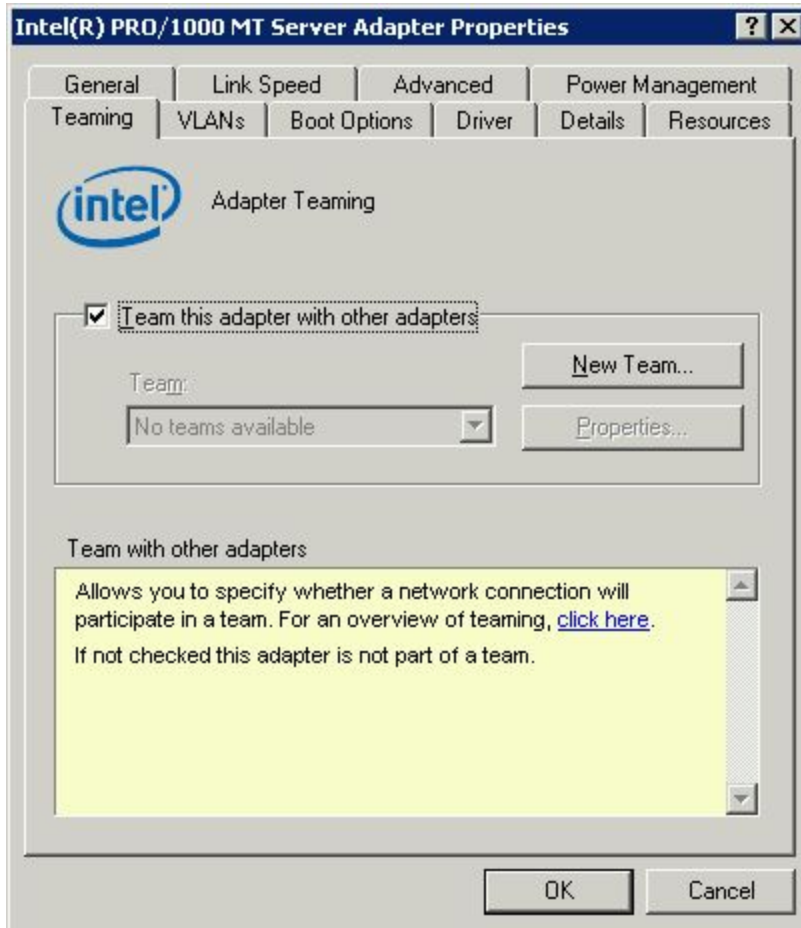 Intel(R) PRO/1000 MT Server Adapter Properties
General Link Speed Advanced Power Management
Teaming VLANs Boot Options Driver Details Resources
intel Adapter Teaming
Team this adapter with other adapters
New Team...
Team:
No teams available Properties...
Team with other adapters
Allows you to specify whether a network connection will
participate in a team. For an overview of teaming, click here.
If not checked this adapter is not part of a team.
OK Cancel